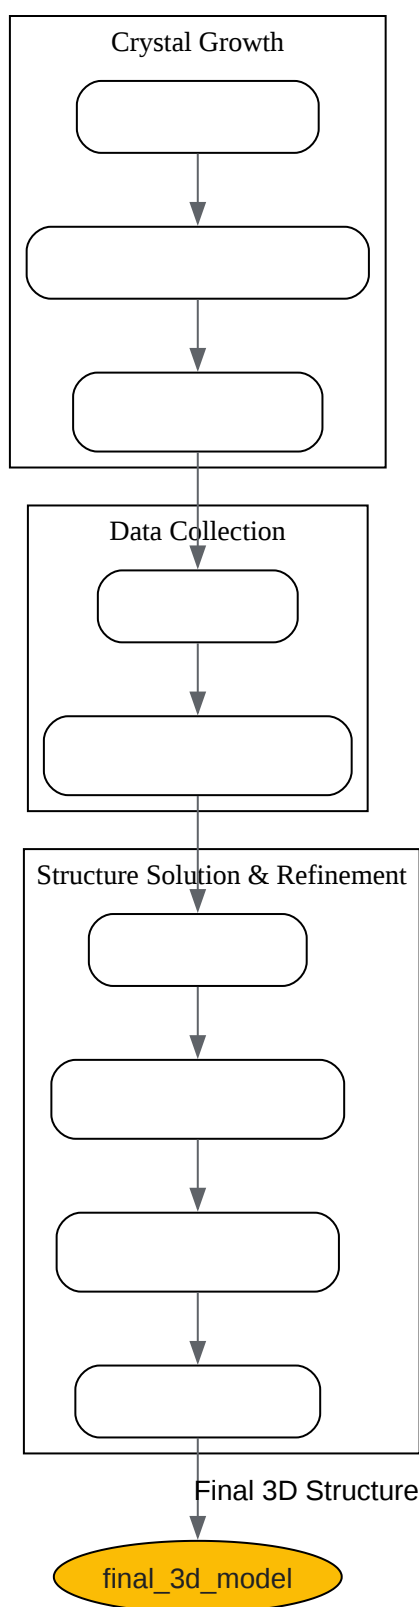 Crystal Growth
Data Collection
Structure Solution & Refinement
Final 3D Structure
final_3d_model